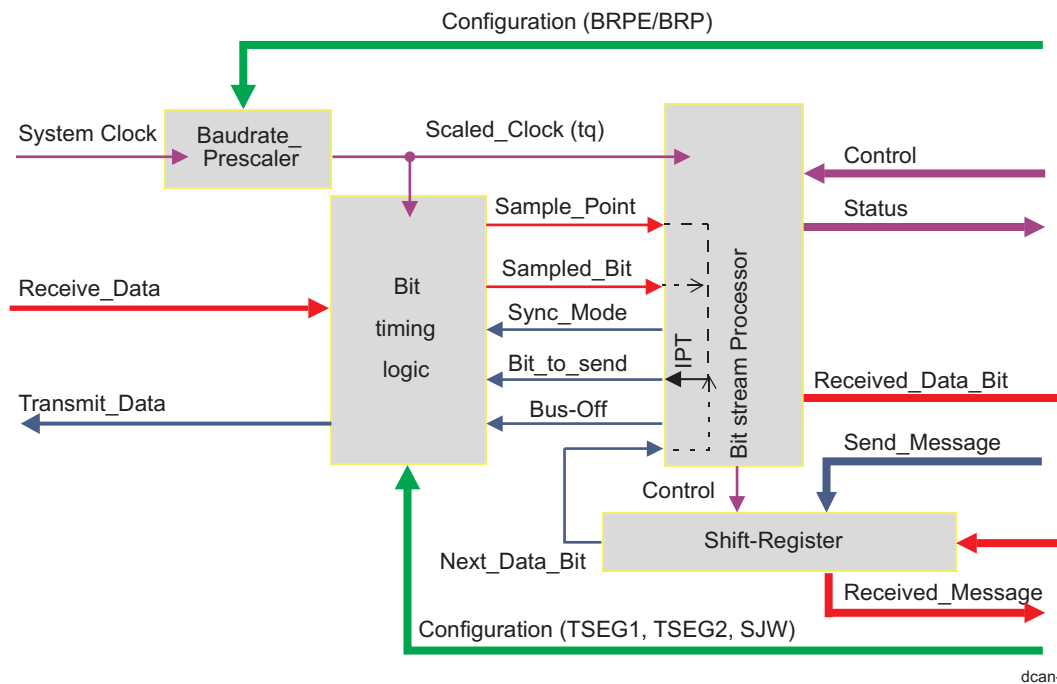 Configuration (BRPE/BRP)
System Clock
Baudrate_
Prescaler
Scaled_Clock (tq)
Control
Status
Sample_Point
Sampled_Bit
Receive_Data
Bit
timing
logic
Sync_Mode
Bit_to_send
IPT
Bit stream Processor
Received_Data_Bit
Transmit_Data
Bus-Off
Send_Message
Control
Shift-Register
Next_Data_Bit
Received_Message
Configuration (TSEG1, TSEG2, SJW)
dcan-